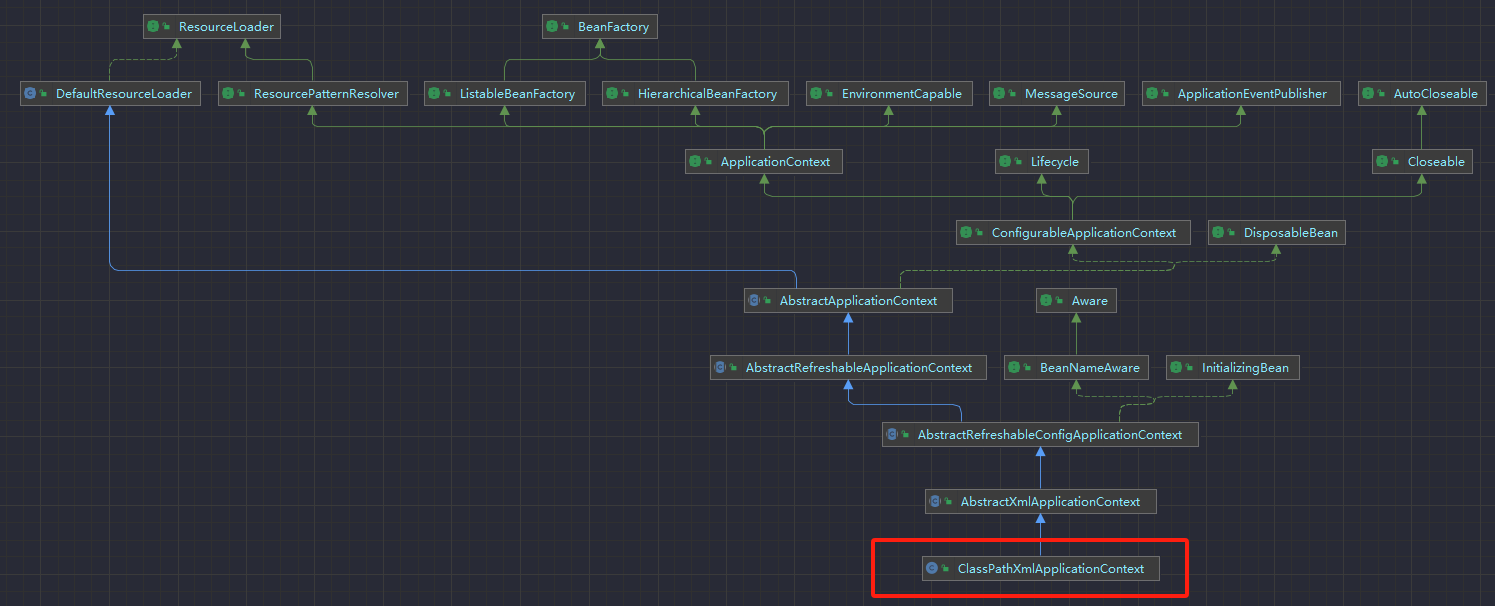 ResourceLoader
BeanFactory
DefaultResourceLoader
ResourcePatternResolver
ListableBeanFactory
HierarchicalBeanFactory
EnvironmentCapable
MessageSource
ApplicationEventPublisher
AutoCloseable
ApplicationContext
Lifecycle
Closeable
ConfigurableApplicationContext
DisposableBean
AbstractApplicationContext
Aware
AbstractRefreshableApplicationContext
BeanNameAware
InitializingBean
AbstractRefreshableConfigApplicationContext
AbstractXmlApplicationContext
ClassPathXmlApplicationContext